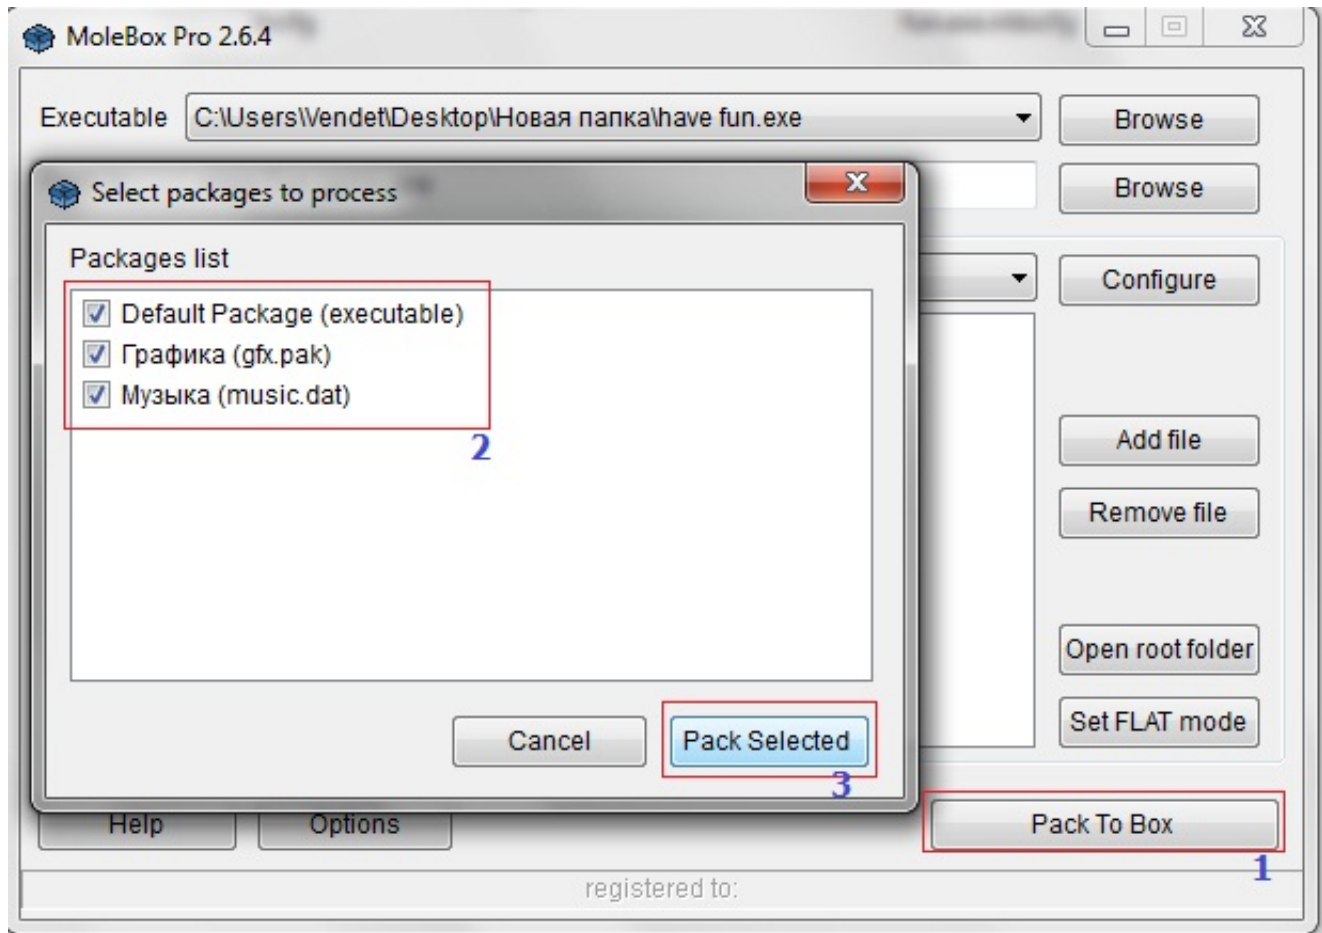 MoleBox Pro 2.6.4
Executable C:\Users\Vendet\Desktop\Новая папка\have fun.exe Browse
Browse
Select packages to process
Packages list
Configure
Default Package (executable)
Графика (gfx.pak)
Музыка (music.dat)
2
Add file
Remove file
Open root folder
Set FLAT mode
Cancel Pack Selected
3
Help Options Pack To Box
1
registered to: